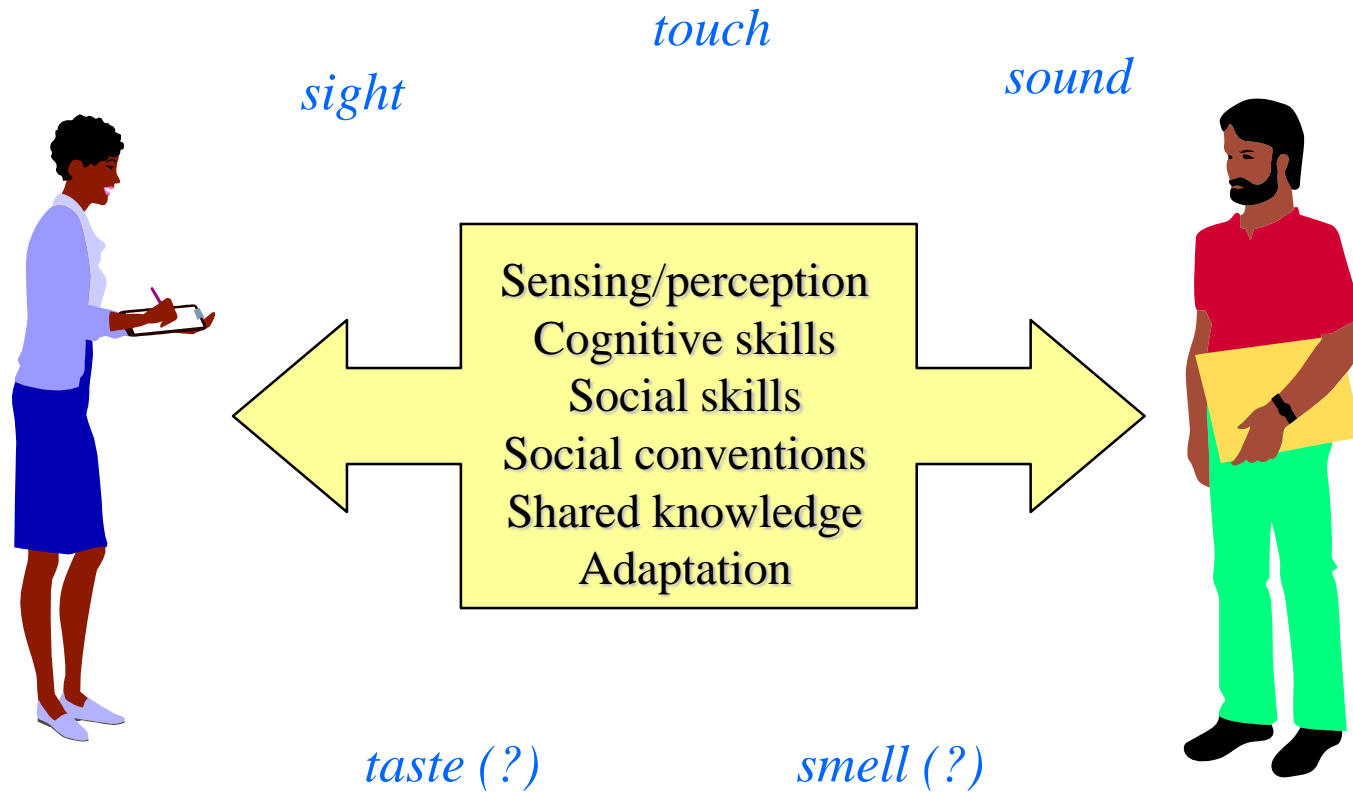 touch
sight
sound
Sensing/perception
Cognitive skills
Social skills
Social conventions
Shared knowledge
Adaptation
taste (?)
smell (?)